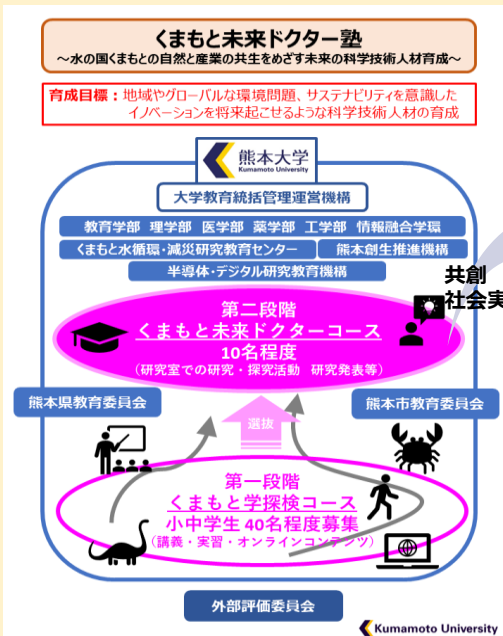 くまもと未来ドクター塾
～水の国くまもとの自然と産業の共生をめざす未来の科学技術人材育成～
育成目標：地域やグローバルな環境問題、サステナビリティを意識した
イノベーションを将来起こせるような科学技術人材の育成
熊本大学
Kumamoto University
大学教育統括管理運営機構
教育学部 理学部 医学部 薬学部 工学部 情報融合学環
くまもと水循環・減災研究教育センター
熊本創生推進機構
半導体・デジタル研究教育機構
共創
社会実
第二段階
くまもと未来ドクターコース
10名程度
（研究室での研究・探究活動 研究発表等）
熊本県教育委員会
熊本市教育委員会
選抜
第一段階
くまもと学探検コース
小中学生 40名程度募集
（講義・実習・オンラインコンテンツ）
外部評価委員会
Kumamoto University